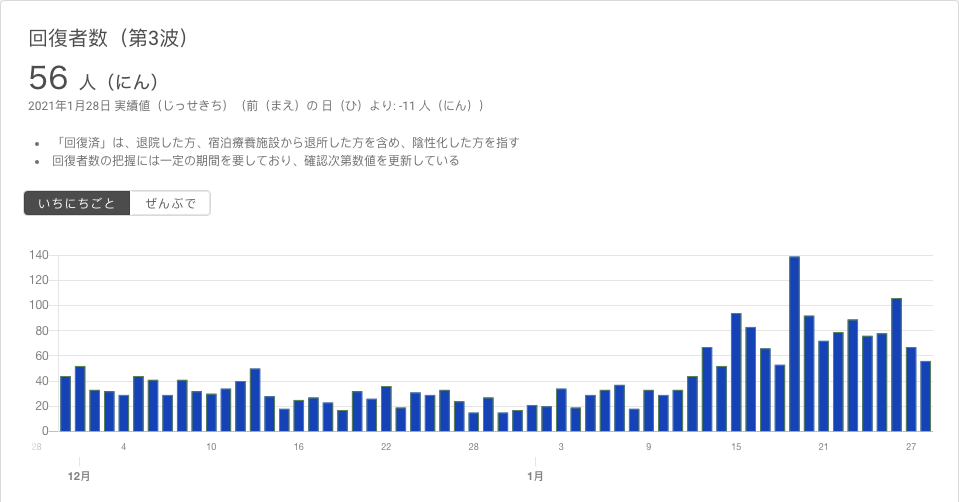 回復者数（第3波）
56 人（にん）
2021年1月28日 実績値（じっせきち）（前（まえ）の 日（ひ）より: -11 人（にん））
• 「回復済」は、退院した方、宿泊療養施設から退所した方を含め、陰性化した方を指す
• 回復者数の把握には一定の期間を要しており、確認次第数値を更新している
いちにちごと ぜんぶで
140
120
100
80
60
40
20
0
28 4 10 16 22 28 3 9 15 21 27
12月 1月